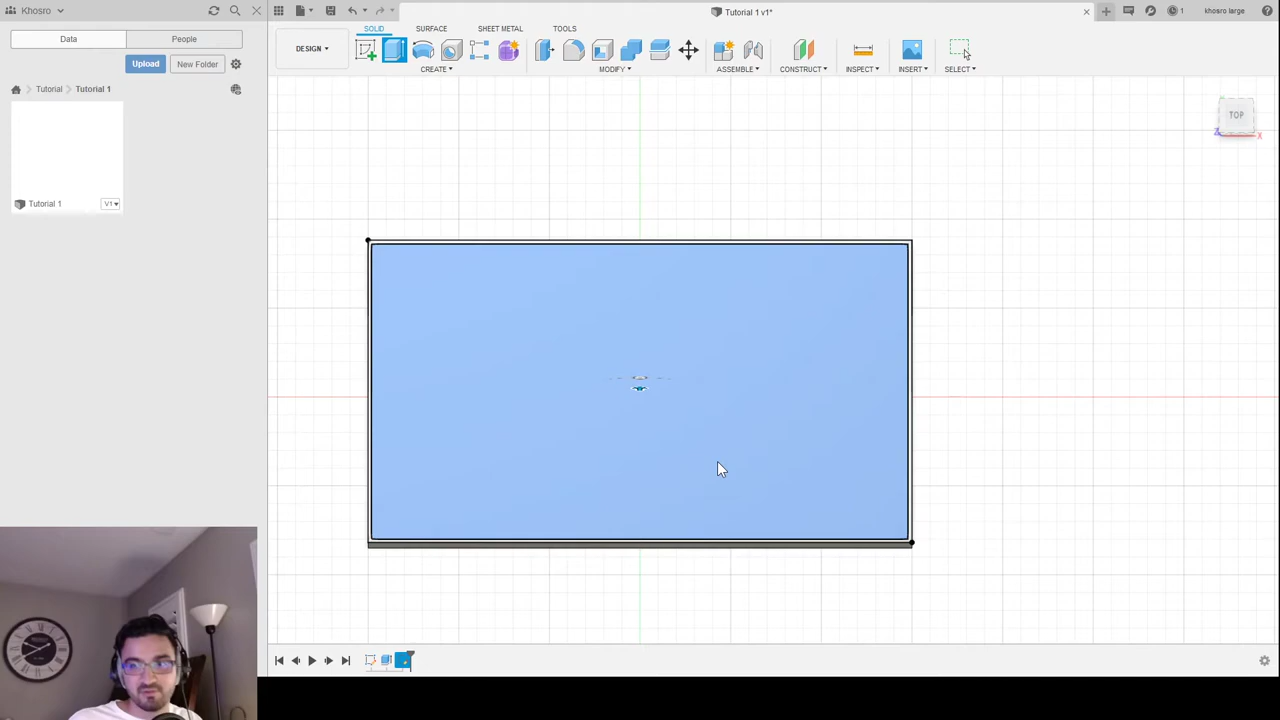 Khosro
Tutorial 1 v1*
1
khosro large
Data
People
Upload
New Folder
Tutorial
Tutorial 1
Tutorial 1
V1
DESIGN
SOLID
SURFACE
SHEET METAL
TOOLS
CREATE
MODIFY
ASSEMBLE
CONSTRUCT
INSPECT
INSERT
SELECT
TOP
Z
X